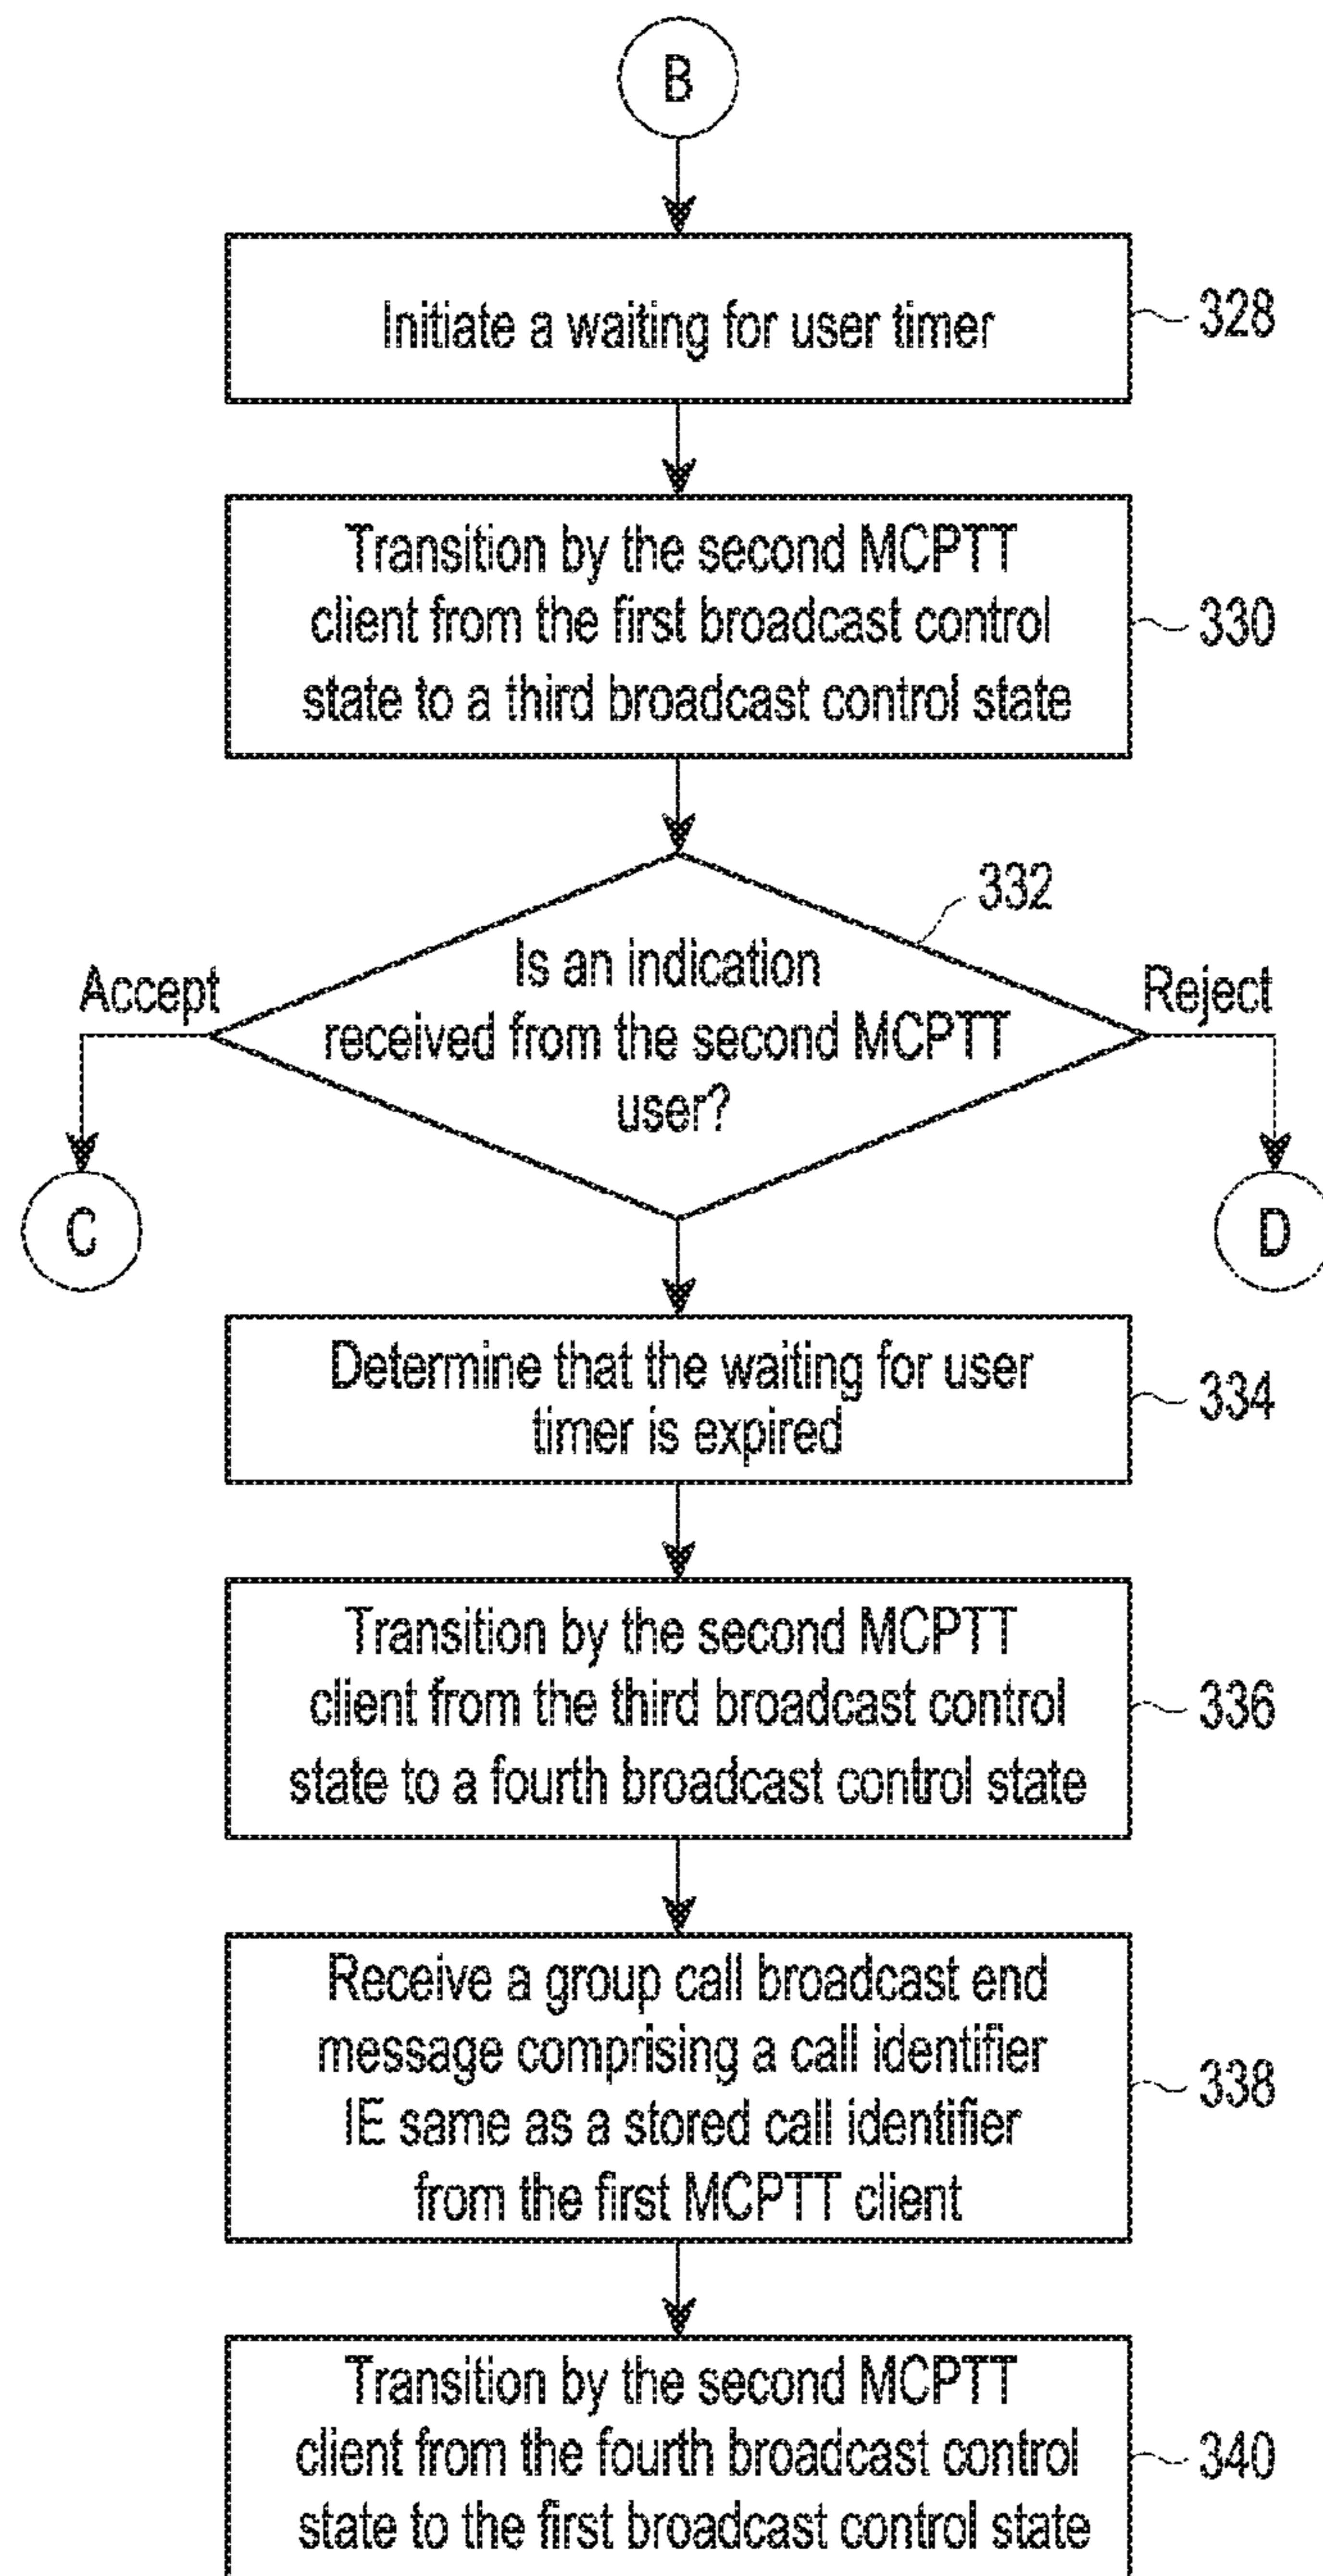 B
Initiate a waiting for user timer
328
Transition by the second MCPTT
client from the first broadcast control
state to a third broadcast control state
330
332
Is an indication
received from the second MCPTT
user?
Accept
Reject
C
D
Determine that the waiting for user
timer is expired
334
Transition by the second MCPTT
client from the third broadcast control
state to a fourth broadcast control state
336
Receive a group call broadcast end
message comprising a call identifier
IE same as a stored call identifier
from the first MCPTT client
338
Transition by the second MCPTT
client from the fourth broadcast control
state to the first broadcast control state
340